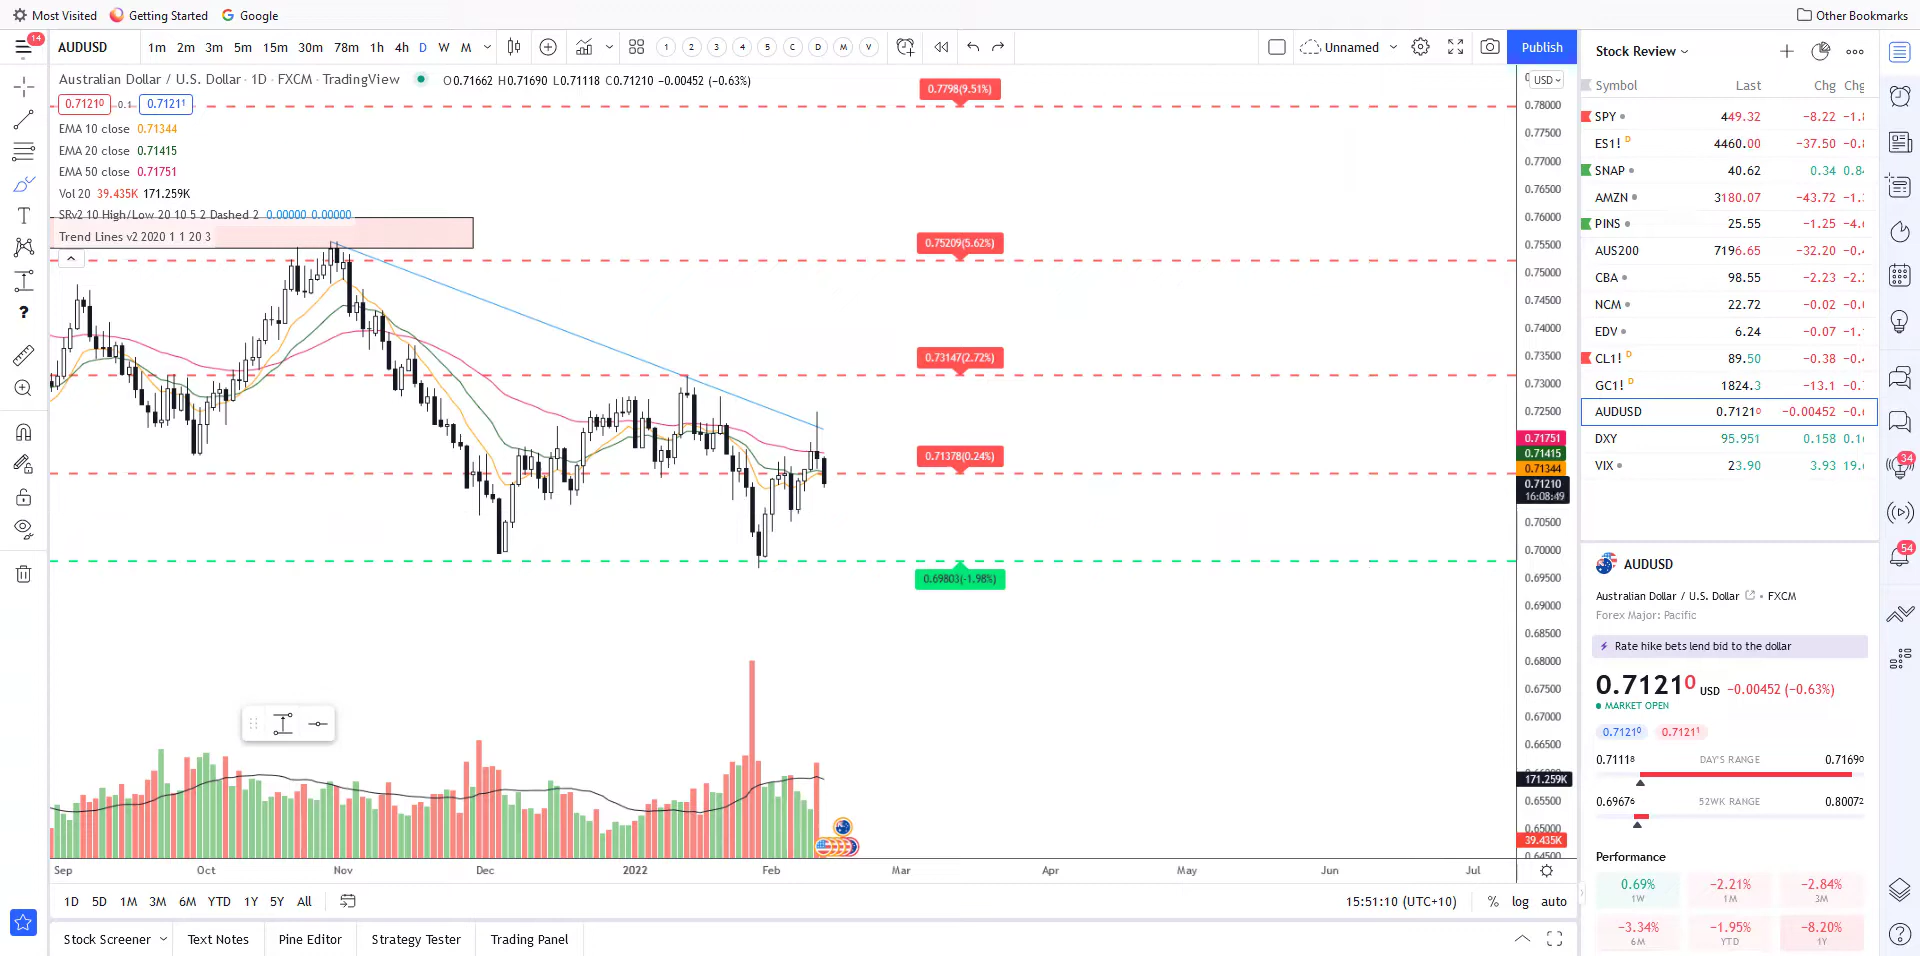 Most Visited Getting Started Google Other Bookmarks
14
AUDUSD 1m 2m 3m 5m 15m 30m 78m 1h 4h D W M 1 2 3 4 5 C D M V Unnamed Publish
Australian Dollar / U.S. Dollar · 1D · FXCM · TradingView O0.71662 H0.71690 L0.71118 C0.71210 −0.00452 (−0.63%)
0.71210 0.1 0.71211
EMA 10 close 0.71344
EMA 20 close 0.71415
EMA 50 close 0.71751
Vol 20 39.435K 171.259K
SRv2 10 High/Low 20 10 5 2 Dashed 2 0.00000 0.00000
Trend Lines v2 2020 1 1 20 3
0.7798(9.51%)
0.75209(5.62%)
0.73147(2.72%)
0.71378(0.24%)
0.69803(-1.98%)
USD
0.78000
0.77500
0.77000
0.76500
0.76000
0.75500
0.75000
0.74500
0.74000
0.73500
0.73000
0.72500
0.71751
0.71415
0.71344
0.71210
16:08:49
0.70500
0.70000
0.69500
0.69000
0.68500
0.68000
0.67500
0.67000
0.66500
171.259K
0.65500
0.65000
39.435K
0.64500
Sep Oct Nov Dec 2022 Feb Mar Apr May Jun Jul
1D 5D 1M 3M 6M YTD 1Y 5Y All 15:51:10 (UTC+10) % log auto
Stock Screener Text Notes Pine Editor Strategy Tester Trading Panel
Stock Review
Symbol Last Chg Chg
SPY 449.32 −8.22
ES1! D 4460.00 −37.50
SNAP 40.62 0.34
AMZN 3180.07 −43.72
PINS 25.55 −1.25
AUS200 7196.65 −32.20
CBA 98.55 −2.23
NCM 22.72 −0.02
EDV 6.24 −0.07
CL1! D 89.50 −0.38
GC1! D 1824.3 −13.1
AUDUSD 0.71210 −0.00452
DXY 95.951 0.158
VIX 23.90 3.93
34
54
AUDUSD
Australian Dollar / U.S. Dollar • FXCM
Forex Major: Pacific
Rate hike bets lend bid to the dollar
0.71210 USD −0.00452 (−0.63%)
MARKET OPEN
0.71210 0.71211
0.71118 DAY'S RANGE 0.71690
0.69676 52WK RANGE 0.80072
Performance
0.69% −2.21% −2.84%
1W 1M 3M
−3.34% −1.95% −8.20%
6M YTD 1Y